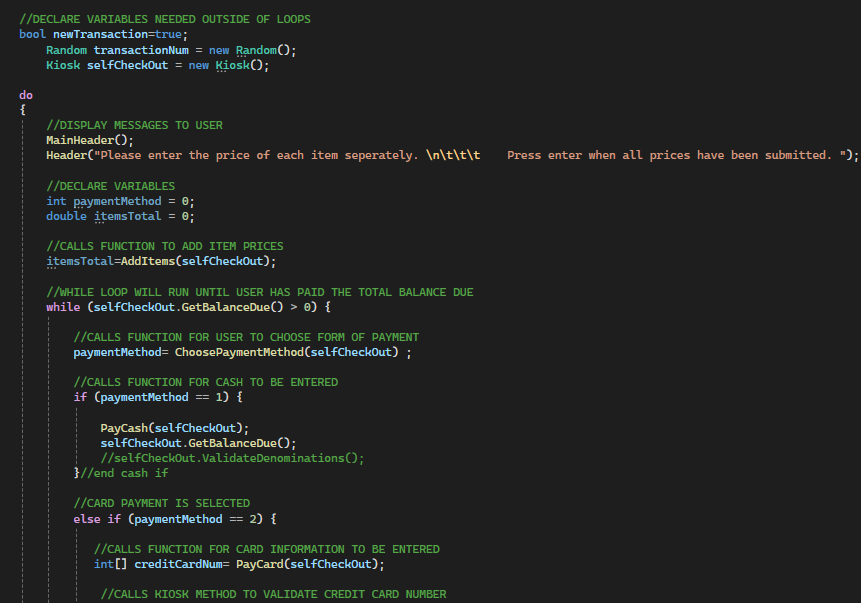 //DECLARE VARIABLES NEEDED OUTSIDE OF LOOPS
bool newTransaction=true;
Random transactionNum = new Random();
Kiosk selfCheckOut = new Kiosk();
do
{
//DISPLAY MESSAGES TO USER
MainHeader();
Header("Please enter the price of each item seperately. \n\t\t\t    Press enter when all prices have been submitted. ");
//DECLARE VARIABLES
int paymentMethod = 0;
double itemsTotal = 0;
//CALLS FUNCTION TO ADD ITEM PRICES
itemsTotal=AddItems(selfCheckOut);
//WHILE LOOP WILL RUN UNTIL USER HAS PAID THE TOTAL BALANCE DUE
while (selfCheckOut.GetBalanceDue() > 0) {
//CALLS FUNCTION FOR USER TO CHOOSE FORM OF PAYMENT
paymentMethod= ChoosePaymentMethod(selfCheckOut) ;
//CALLS FUNCTION FOR CASH TO BE ENTERED
if (paymentMethod == 1) {
PayCash(selfCheckOut);
selfCheckOut.GetBalanceDue();
//selfCheckOut.ValidateDenominations();
}//end cash if
//CARD PAYMENT IS SELECTED
else if (paymentMethod == 2) {
//CALLS FUNCTION FOR CARD INFORMATION TO BE ENTERED
int[] creditCardNum= PayCard(selfCheckOut);
//CALLS KIOSK METHOD TO VALIDATE CREDIT CARD NUMBER